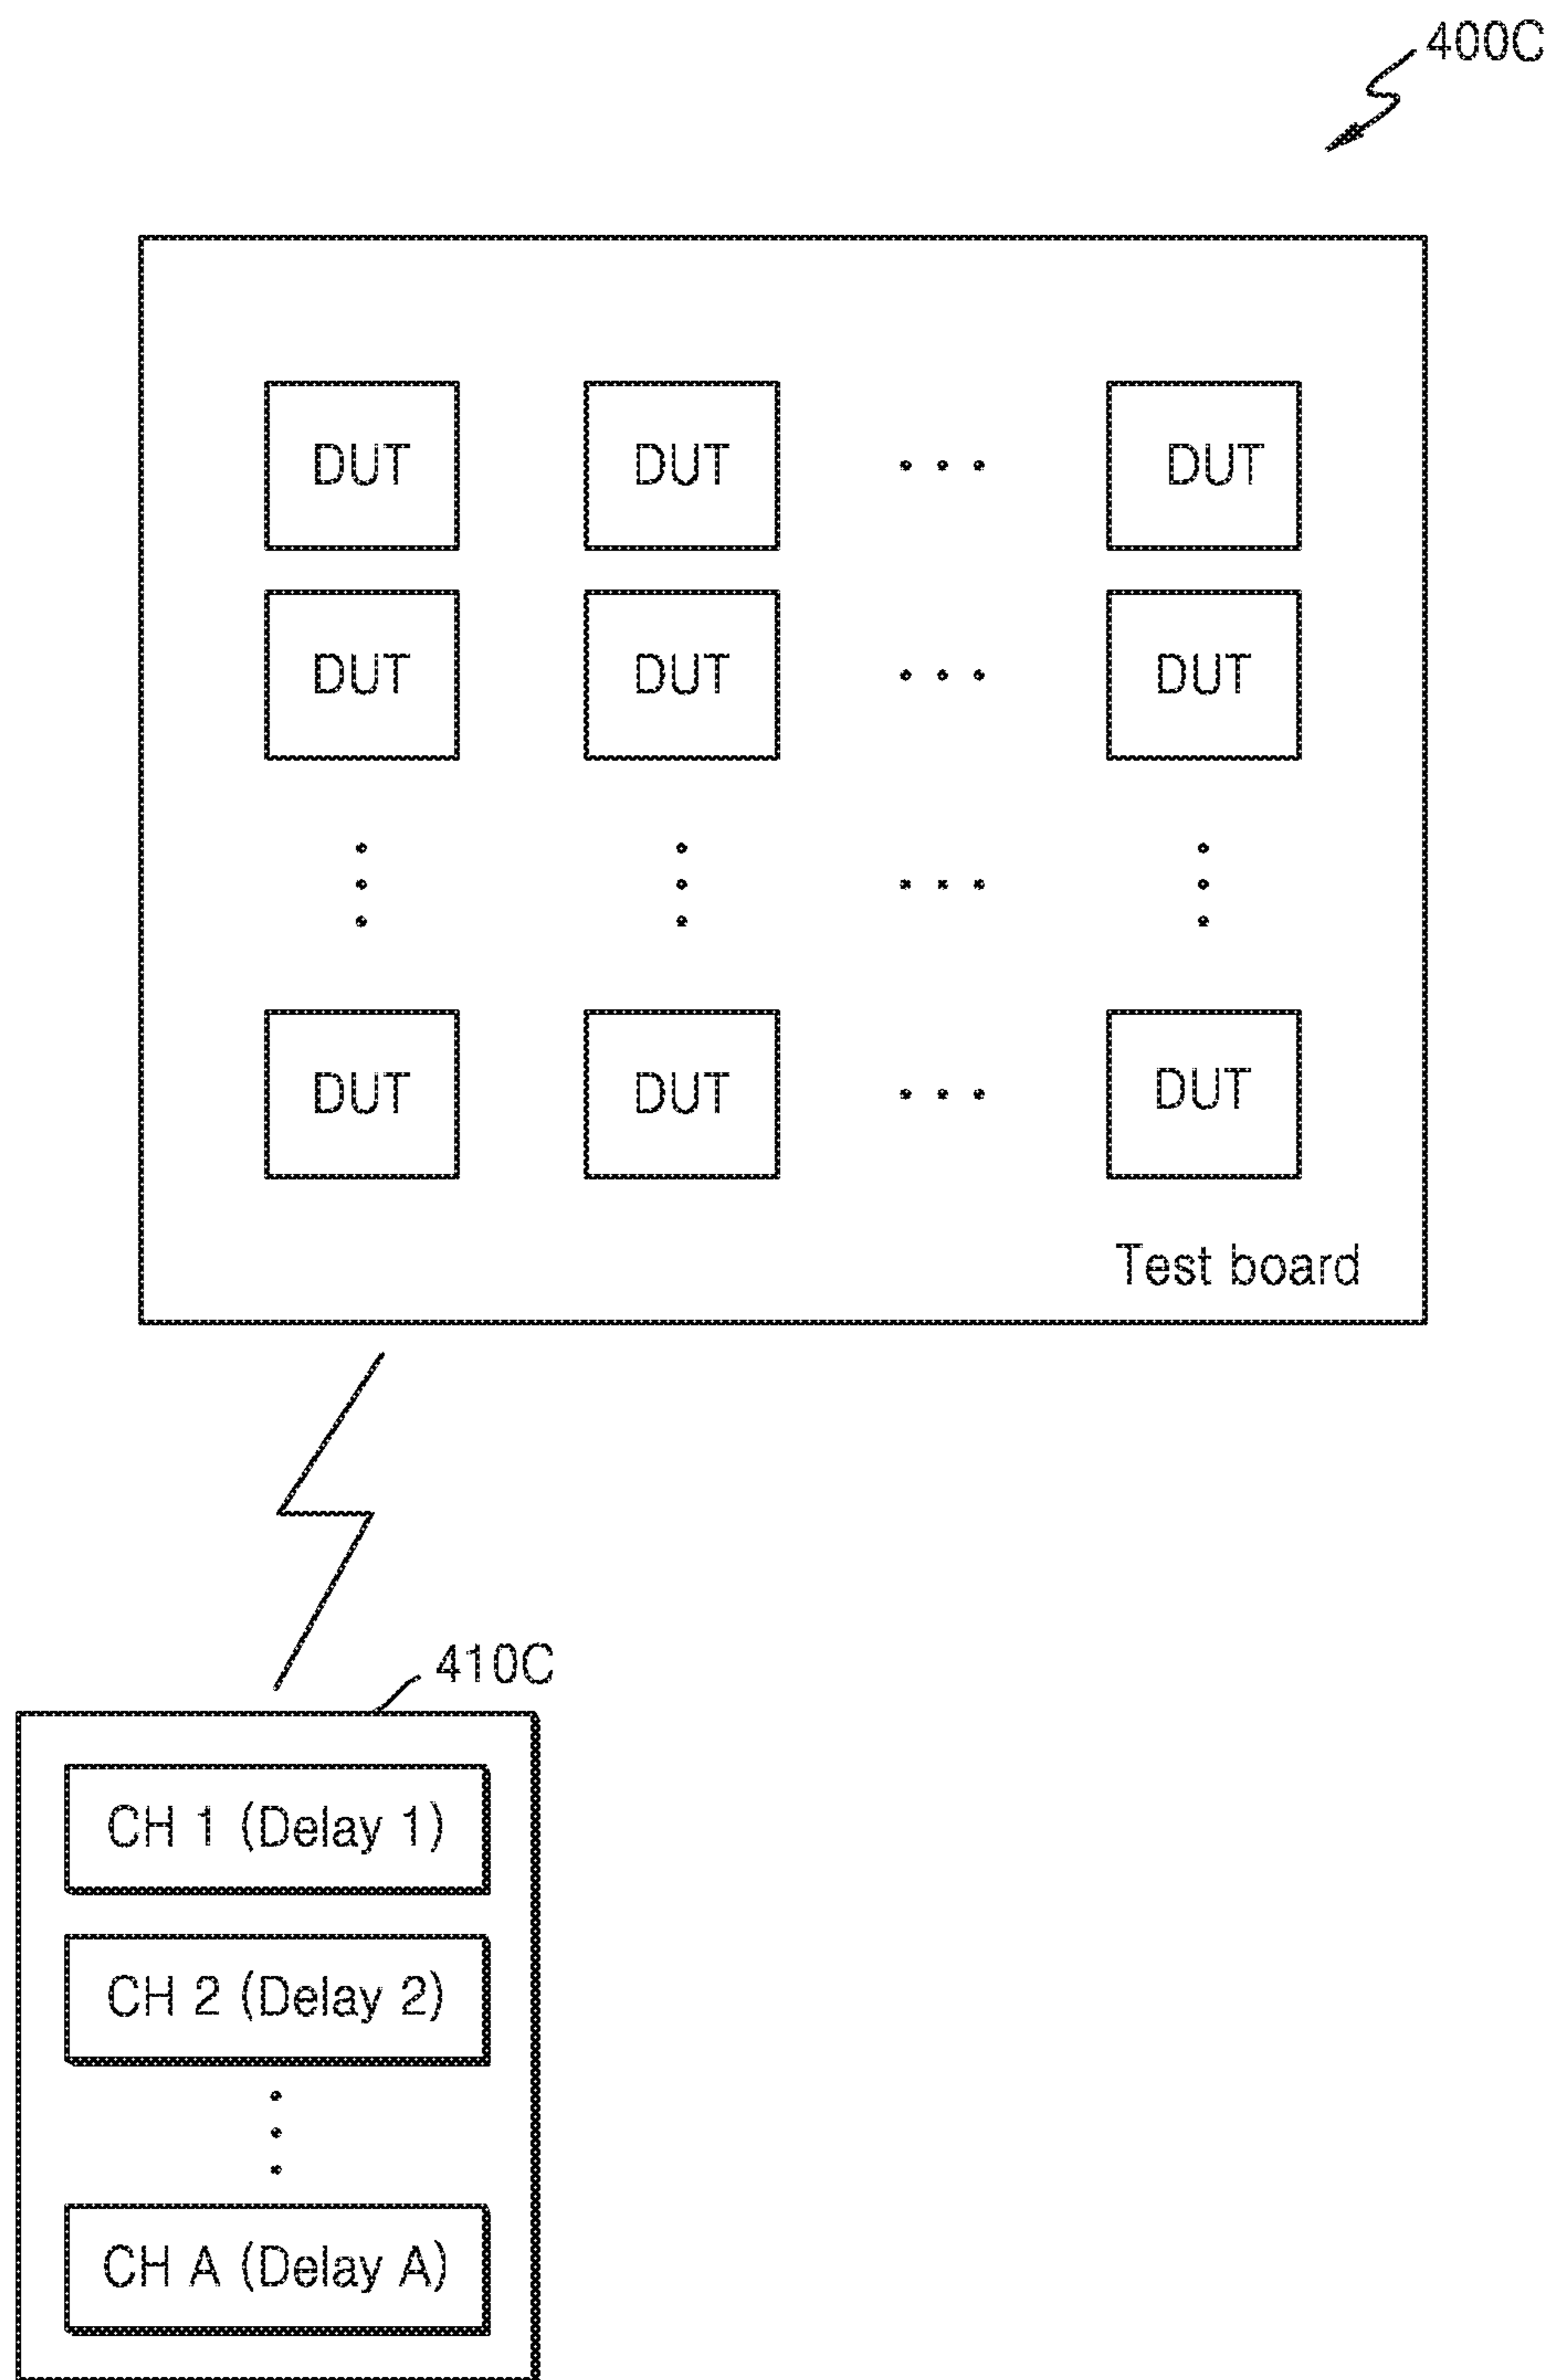 400C
DUT DUT ... DUT
DUT DUT ... DUT
DUT DUT ... DUT
Test board
410C
CH 1 (Delay 1)
CH 2 (Delay 2)
CH A (Delay A)